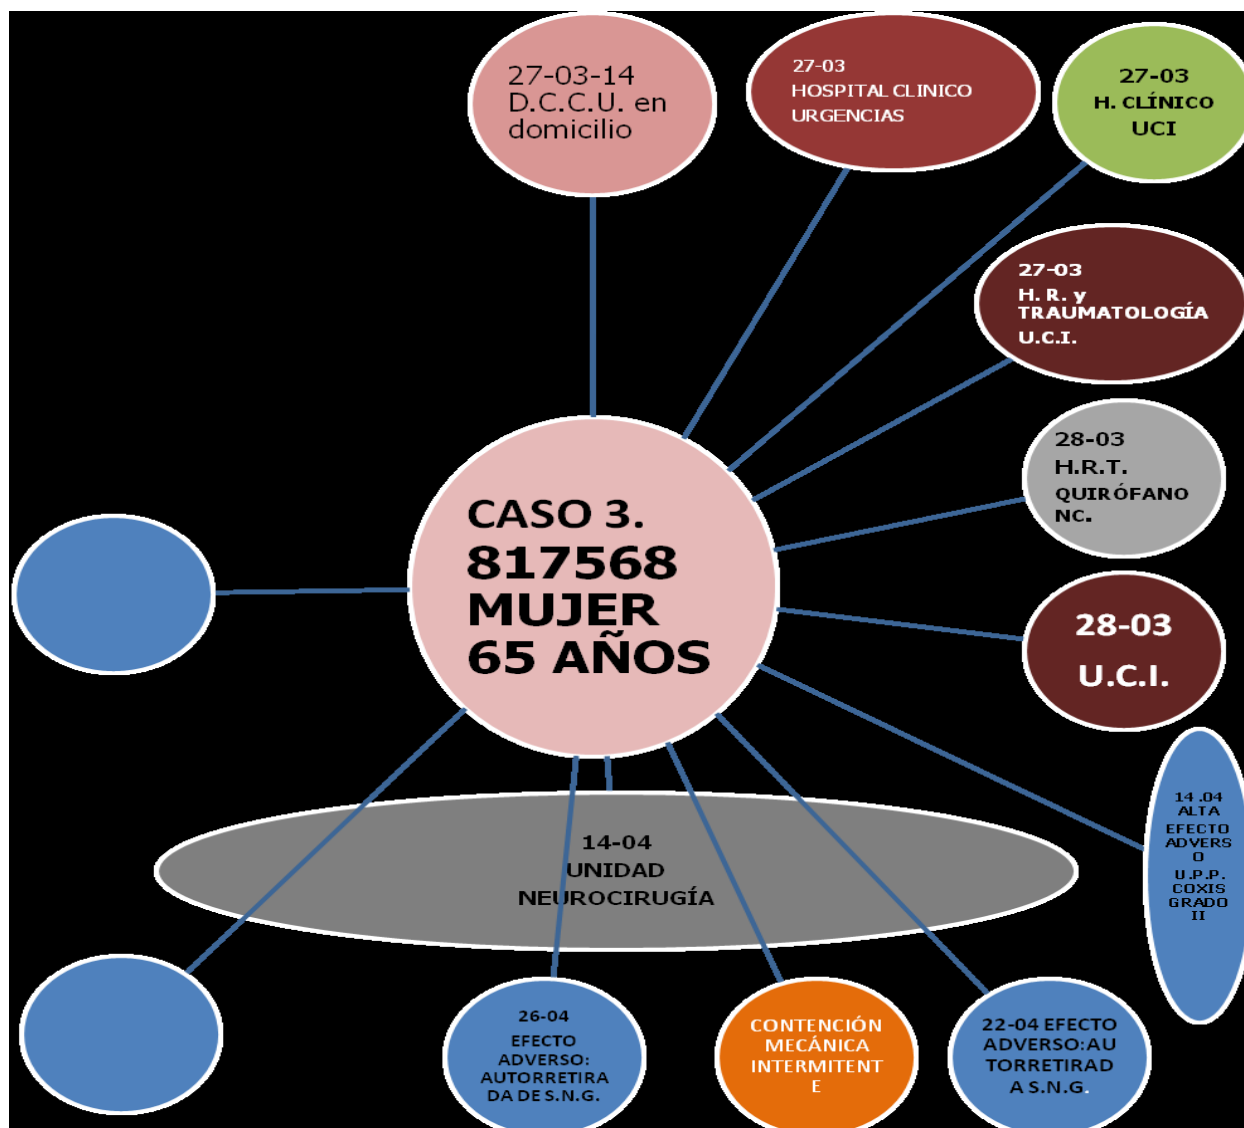 27-03-14
D.C.C.U. en
domicilio
27-03
HOSPITAL CLINICO
URGENCIAS
27-03
H. CLÍNICO
UCI
27-03
H. R. y
TRAUMATOLOGÍA
U.C.I.
28-03
H.R.T.
QUIRÓFANO
NC.
28-03
U.C.I.
CASO 3.
817568
MUJER
65 AÑOS
14 .04
ALTA
EFECTO
ADVERS
O
U.P.P.
COXIS
GRADO
II
14-04
UNIDAD
NEUROCIRUGÍA
26-04
EFECTO
ADVERSO:
AUTORRETIRA
DA DE S.N.G.
CONTENCIÓN
MECÁNICA
INTERMITENT
E
22-04 EFECTO
ADVERSO:AU
TORRETIRAD
A S.N.G.